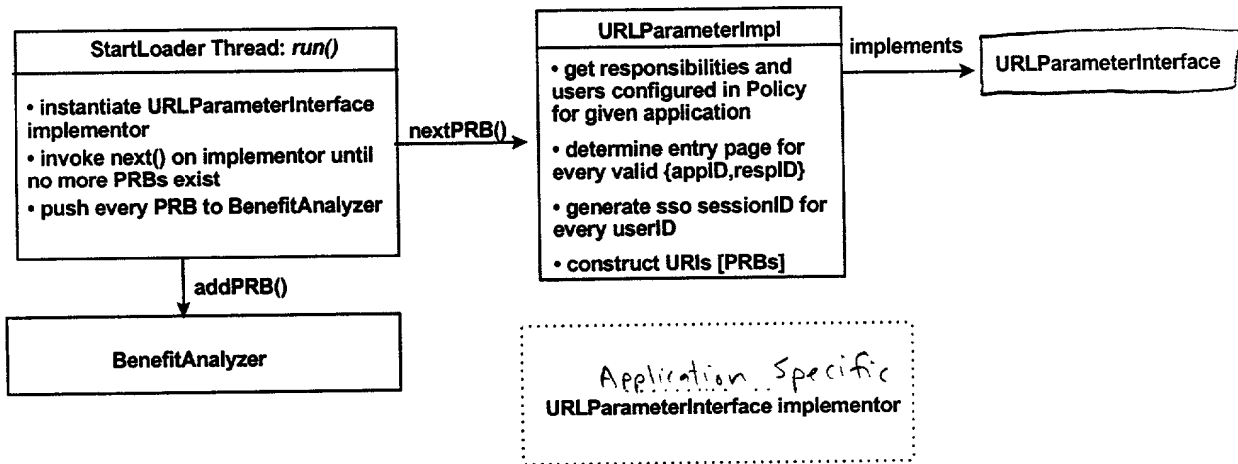 StartLoader Thread: run()
• instantiate URLParameterInterface
implementor
• invoke next() on implementor until
no more PRBs exist
• push every PRB to BenefitAnalyzer
addPRB()
BenefitAnalyzer
nextPRB()
URLParameterImpl
• get responsibilities and
users configured in Policy
for given application
• determine entry page for
every valid {appID,respID}
• generate sso sessionID for
every userID
• construct URIs [PRBs]
implements
URLParameterInterface
Application Specific
URLParameterInterface implementor